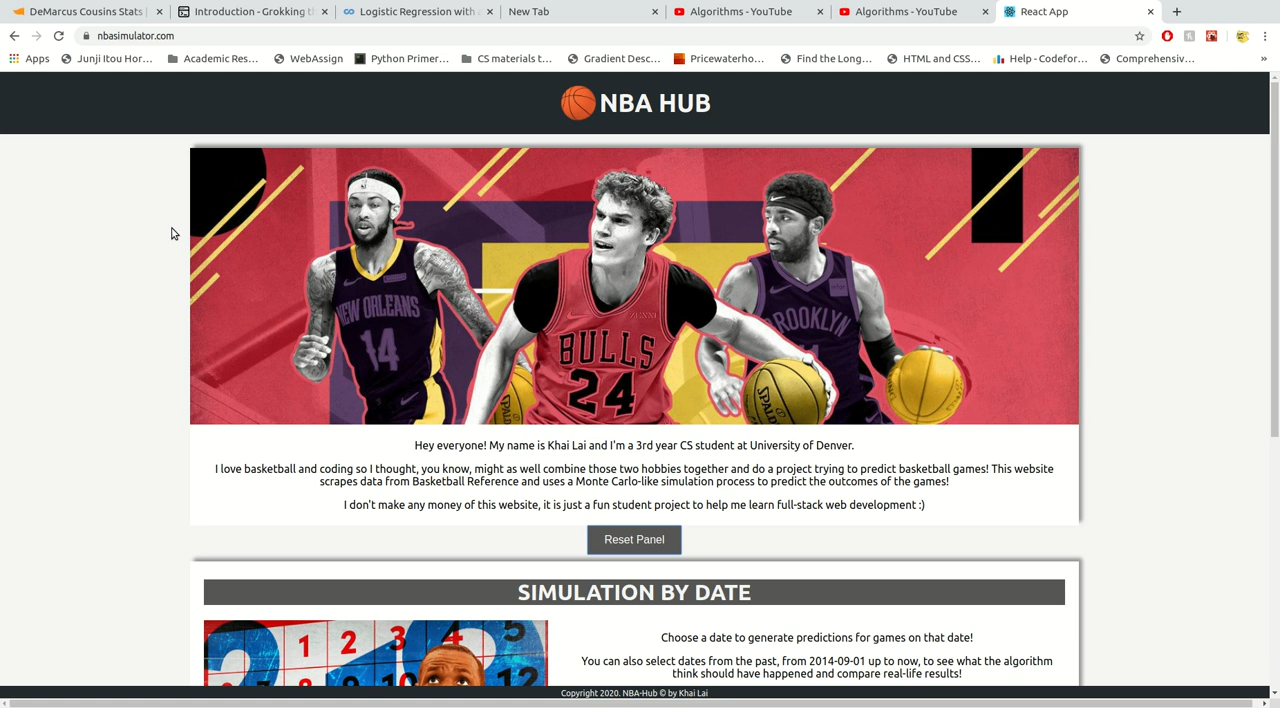 DeMarcus Cousins Stats
Introduction - Grokking th
Logistic Regression with
New Tab
Algorithms - YouTube
Algorithms - YouTube
React App
nbasimulator.com
Apps
Junji Itou Hor…
Academic Res…
WebAssign
Python Primer…
CS materials t…
Gradient Desc…
Pricewaterho…
Find the Long…
HTML and CSS…
Help - Codefor…
Comprehensiv…
»
NBA HUB
NEW ORLEANS
14
BULLS
24
SPALD
BROOKLYN
Hey everyone! My name is Khai Lai and I'm a 3rd year CS student at University of Denver.
I love basketball and coding so I thought, you know, might as well combine those two hobbies together and do a project trying to predict basketball games! This website
scrapes data from Basketball Reference and uses a Monte Carlo-like simulation process to predict the outcomes of the games!
I don't make any money of this website, it is just a fun student project to help me learn full-stack web development :)
Reset Panel
SIMULATION BY DATE
1 2 3 4 5
12
Choose a date to generate predictions for games on that date!
You can also select dates from the past, from 2014-09-01 up to now, to see what the algorithm
think should have happened and compare real-life results!
Copyright 2020. NBA-Hub © by Khai Lai